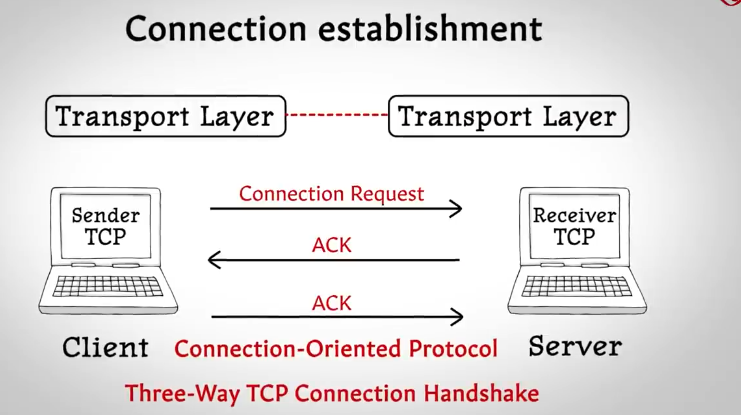 Connection establishment
Transport Layer
Transport Layer
Connection Request
Sender
TCP
Receiver
TCP
ACK
ACK
Client
Connection-Oriented Protocol
Server
Three-Way TCP Connection Handshake